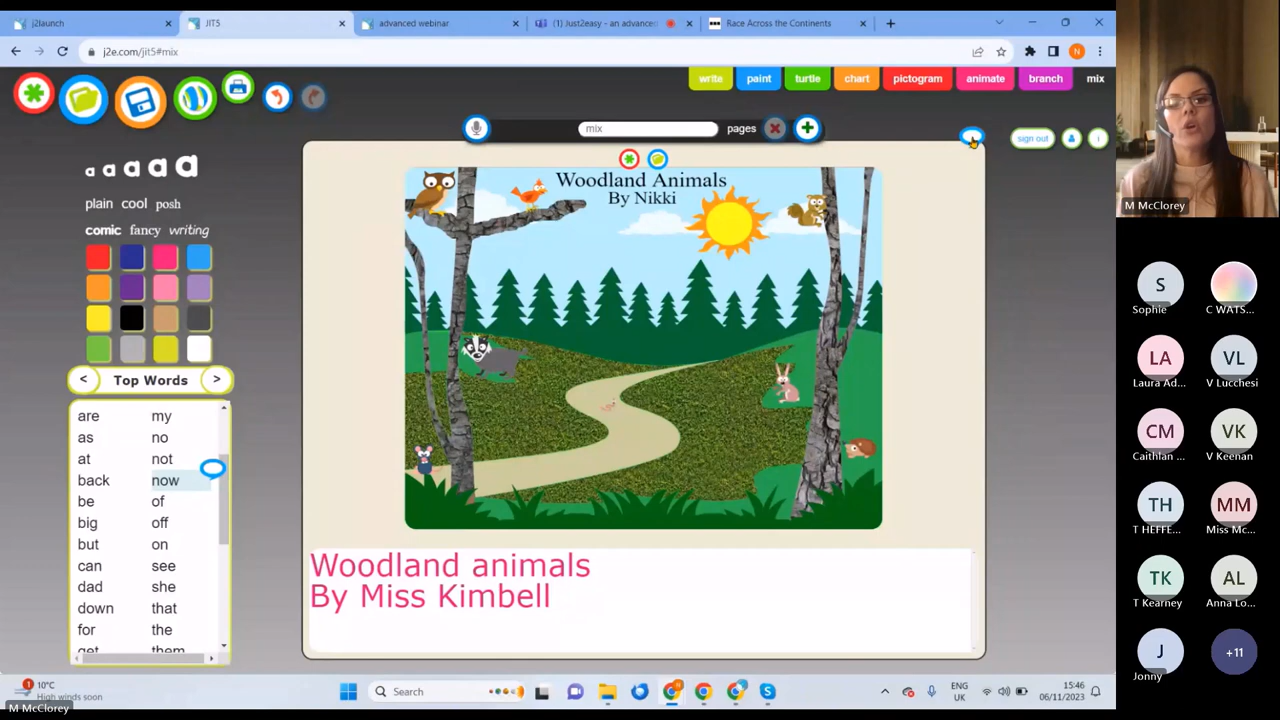 j2launch
JIT5
advanced webinar
(1) Just2easy - an advanced
Race Across the Continents
j2e.com/jit5#mix
N
write
paint
turtle
chart
pictogram
animate
branch
mix
mix
pages
sign out
i
a a a a a
plain cool posh
comic fancy writing
< Top Words >
are my
as no
at not
back now
be of
big off
but on
can see
dad she
down that
for the
get them
Woodland Animals
By Nikki
Woodland animals
By Miss Kimbell
M McClorey
S
Sophie
C WATS...
LA
Laura Ad...
VL
V Lucchesi
CM
Caithlan ...
VK
V Keenan
TH
T HEFFE...
MM
Miss Mc...
TK
T Kearney
AL
Anna Lo...
J
Jonny
+11
1
10°C
High winds soon
Search
ENG
UK
15:46
06/11/2023
M McClorey